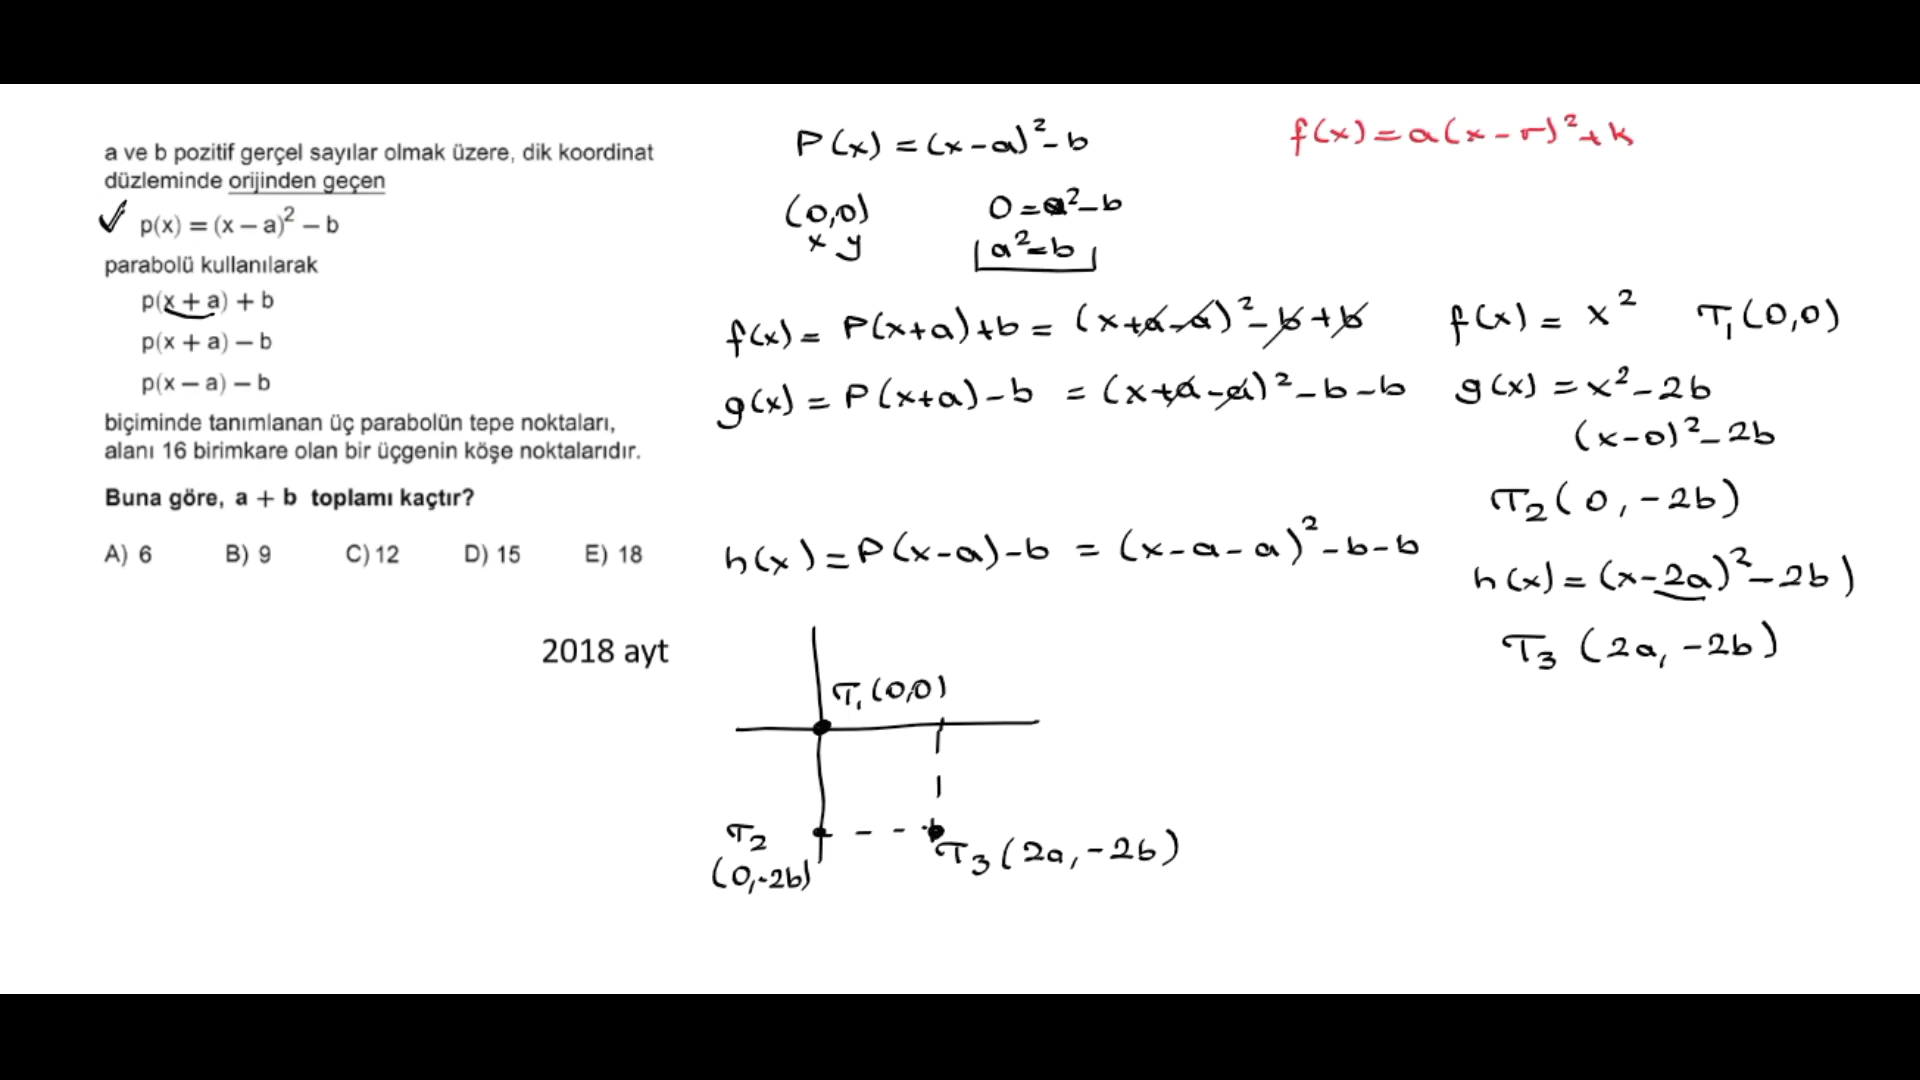 a ve b pozitif gerçel sayılar olmak üzere, dik koordinat
düzleminde orijinden geçen
p(x) = (x – a)² – b
parabolü kullanılarak
p(x + a) + b
p(x + a) – b
p(x – a) – b
biçiminde tanımlanan üç parabolün tepe noktaları,
alanı 16 birimkare olan bir üçgenin köşe noktalarıdır.
Buna göre, a + b toplamı kaçtır?
A) 6 B) 9 C) 12 D) 15 E) 18
2018 ayt
P(x) = (x-a)²-b
(0,0)
x y
0 = a²-b
a²=b
f(x) = a(x-r)²+k
f(x) = P(x+a)+b = (x+a-a)²-b+b
f(x) = x² T₁(0,0)
g(x) = P(x+a)-b = (x+a-a)²-b-b
g(x) = x²-2b
(x-0)²-2b
T₂(0,-2b)
h(x) = P(x-a)-b = (x-a-a)²-b-b
h(x) = (x-2a)²-2b)
T₃ (2a, -2b)
T₁(0,0)
T₂
(0,-2b)
T₃(2a,-2b)